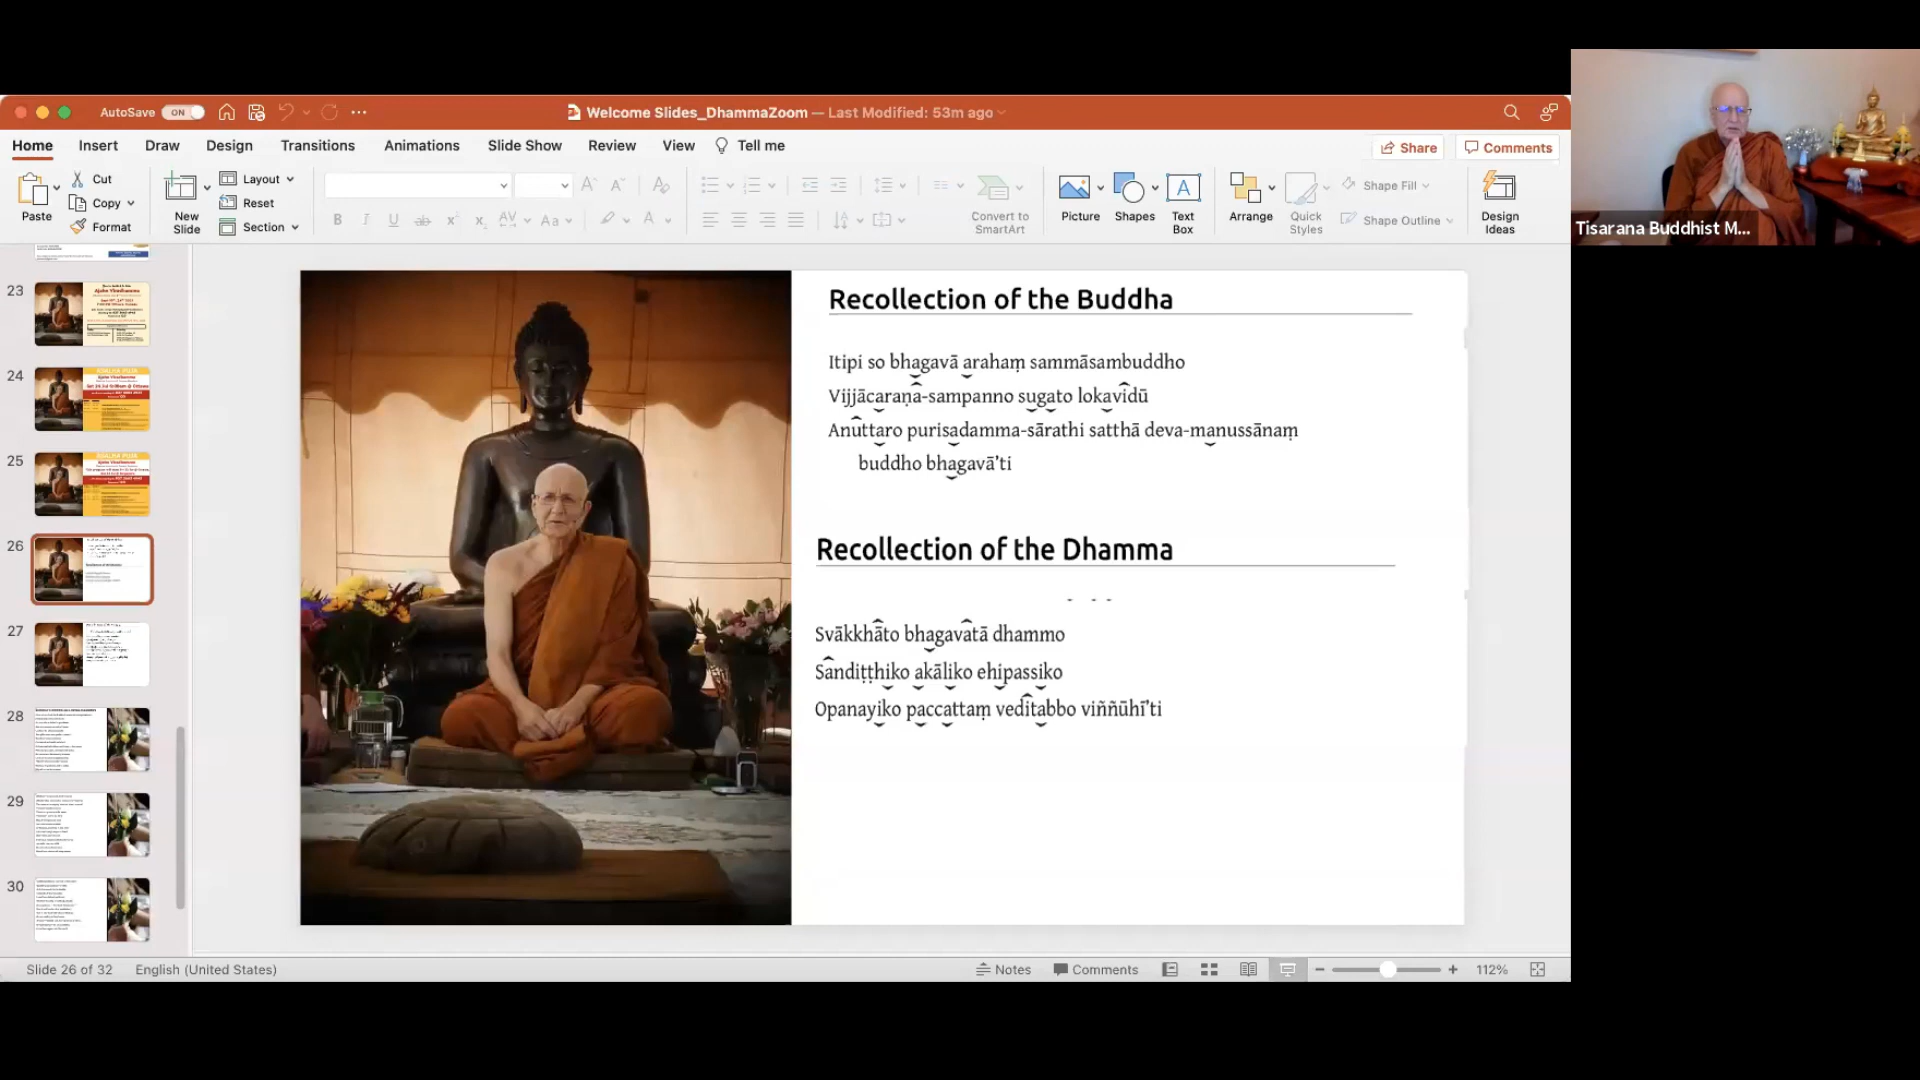 AutoSave ON
Welcome Slides_DhammaZoom — Last Modified: 53m ago
Home Insert Draw Design Transitions Animations Slide Show Review View Tell me
Share Comments
Paste
Cut
Copy
Format
New Slide
Layout
Reset
Section
Convert to SmartArt
Picture
Shapes
Text Box
Arrange
Quick Styles
Shape Fill
Shape Outline
Design Ideas
Tisarana Buddhist M...
23
24
25
26
27
28
29
30
Recollection of the Buddha
Itipi so bhagavā arahaṃ sammāsambuddho
Vijjācaraṇa-sampanno sugato lokavidū
Anuttaro purisadamma-sārathi satthā deva-manussānaṃ
buddho bhagavā'ti
Recollection of the Dhamma
Svākkhāto bhagavatā dhammo
Sandiṭṭhiko akāliko ehipassiko
Opanayiko paccattaṃ veditabbo viññūhī'ti
Slide 26 of 32 English (United States)
Notes Comments 112%